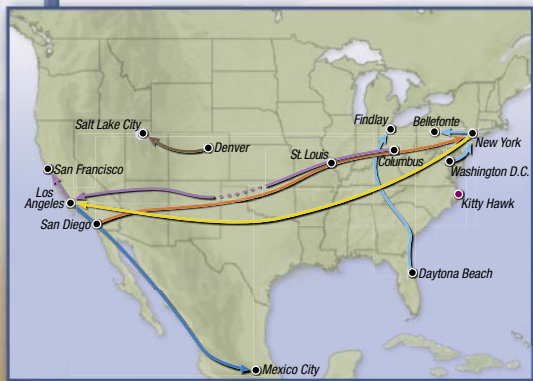 Findlay
Bellefonte
Salt Lake City
New York
Denver
St. Louis
Columbus
San Francisco
Washington D.C.
Los
Angeles
Kitty Hawk
San Diego
Daytona Beach
Mexico City